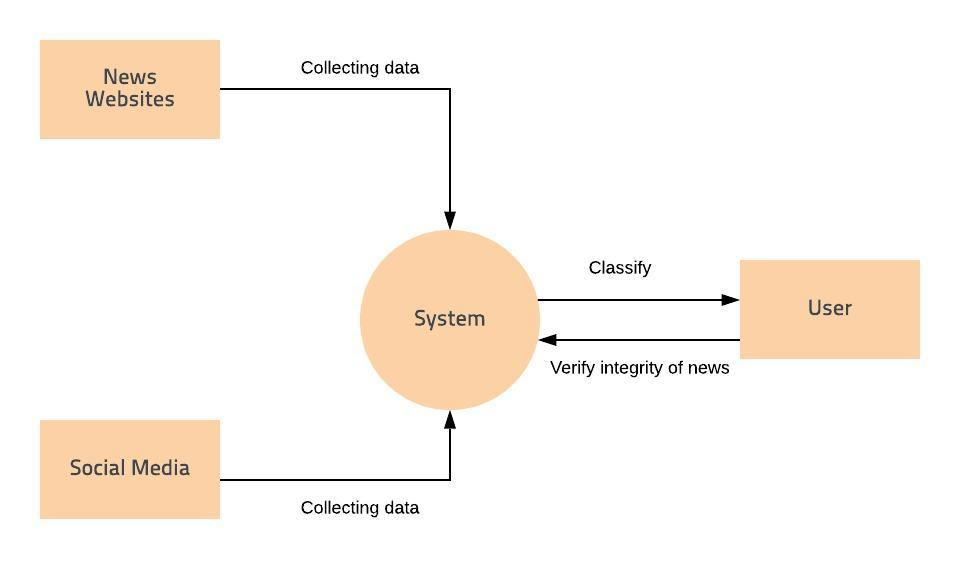 News
Websites
Collecting data
System
Classify
User
Verify integrity of news
Social Media
Collecting data